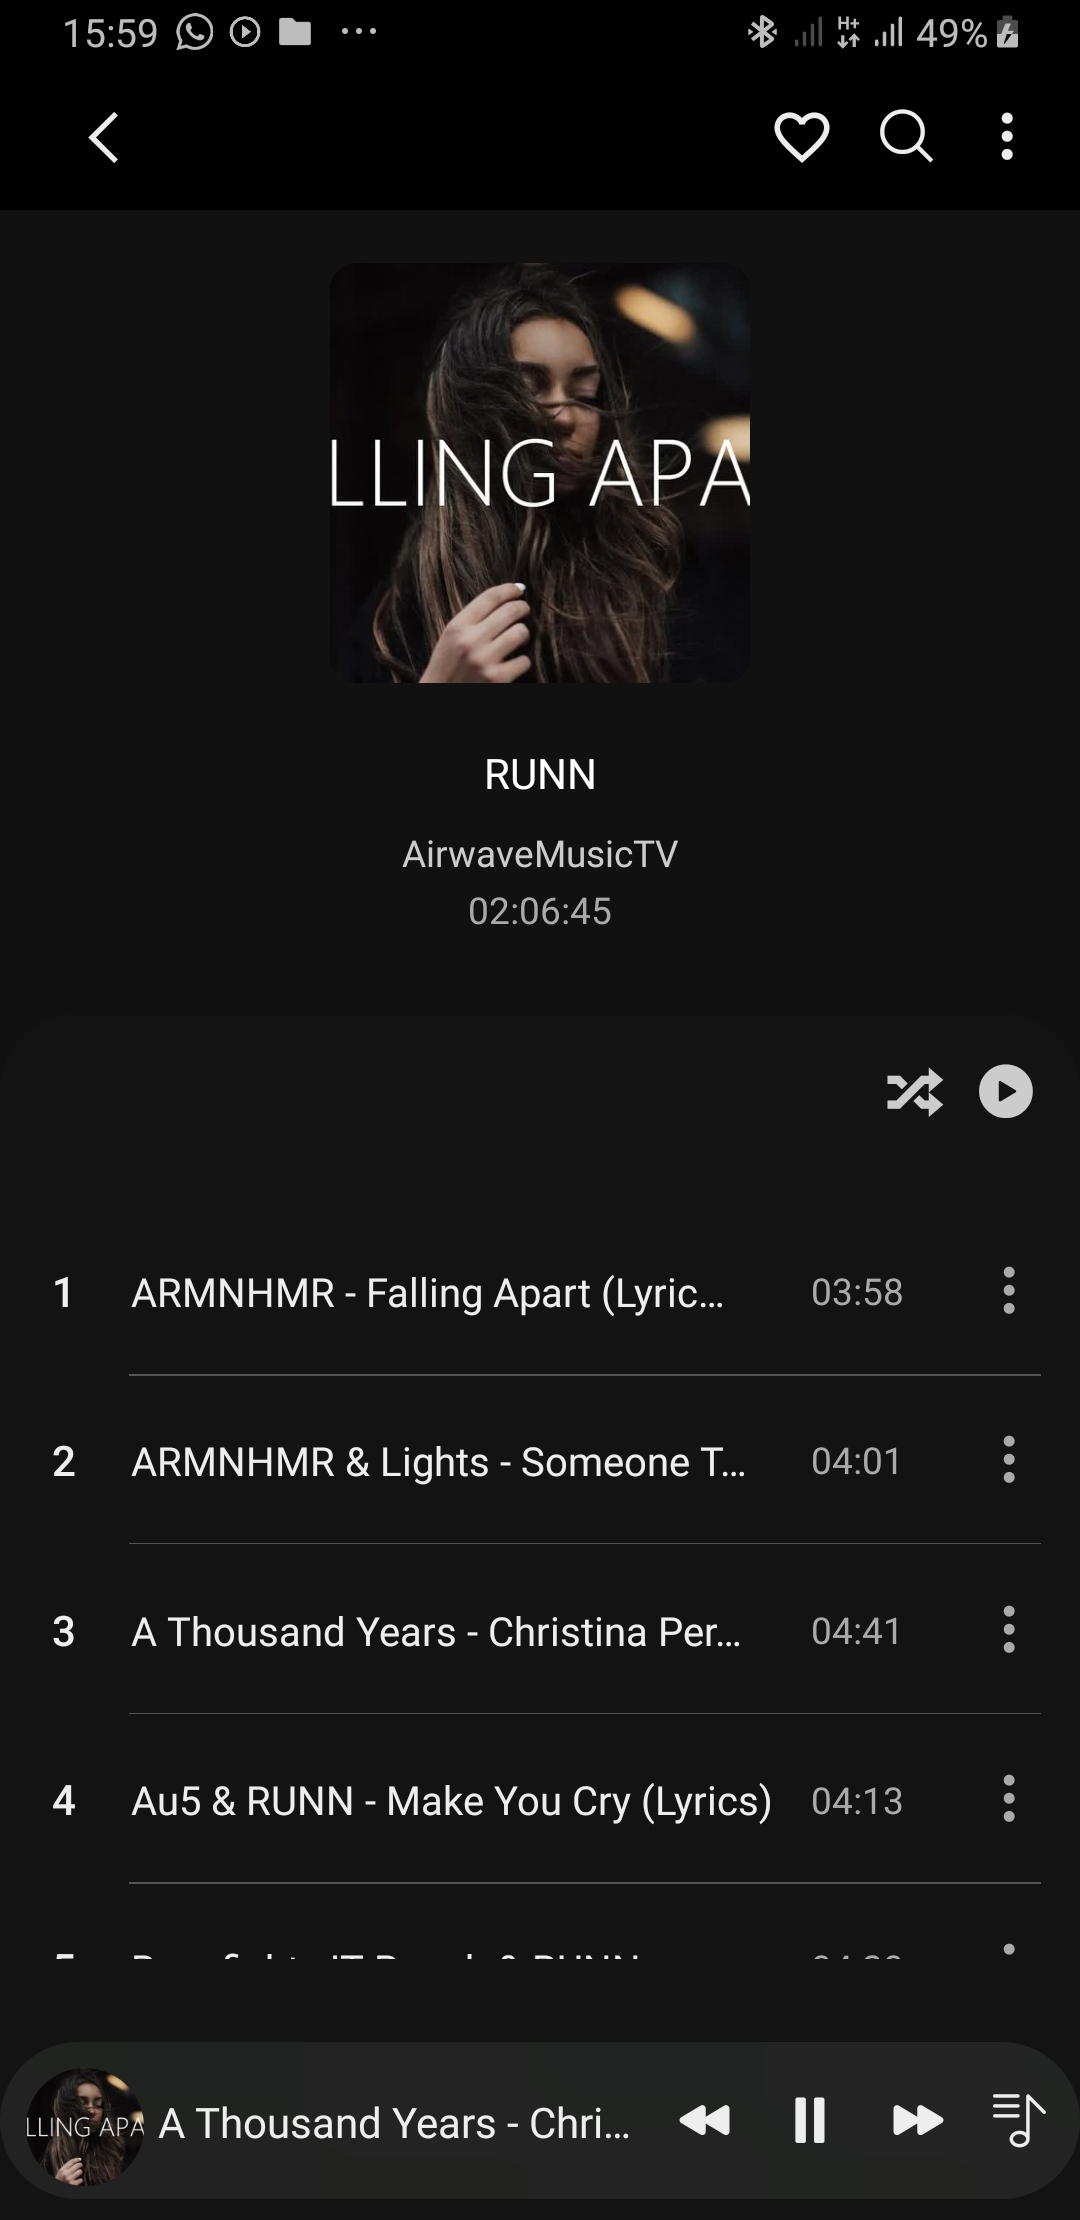 15:59 H+ 49%
LLING APA
RUNN
AirwaveMusicTV
02:06:45
1 ARMNHMR - Falling Apart (Lyric... 03:58
2 ARMNHMR & Lights - Someone T... 04:01
3 A Thousand Years - Christina Per... 04:41
4 Au5 & RUNN - Make You Cry (Lyrics) 04:13
5 & RUNN
LLING APA A Thousand Years - Chri...